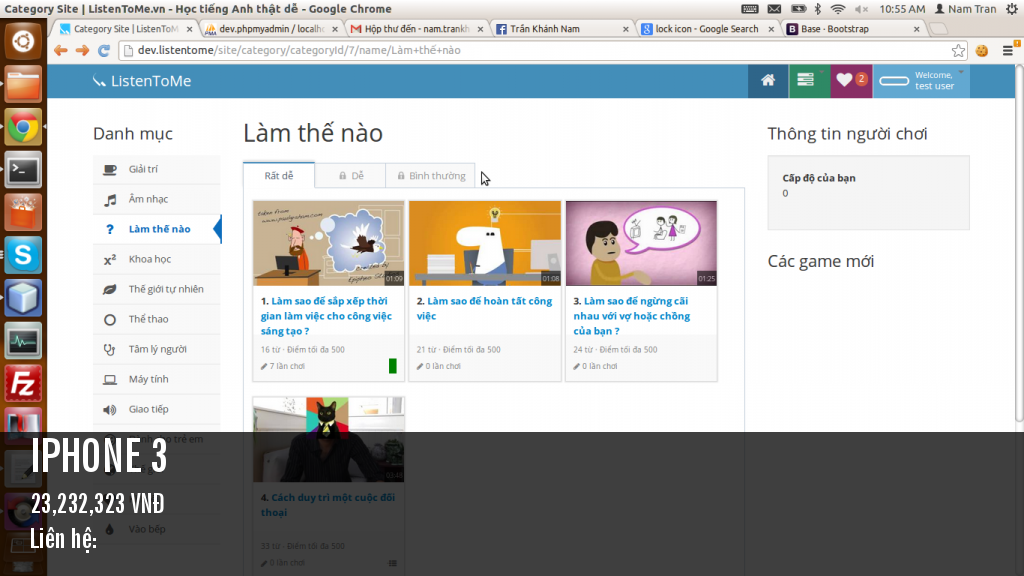 Category Site | ListenToMe.vn - Học tiếng Anh thật dễ - Google Chrome
10:55 AM Nam Tran
Category Site | ListenToM
dev.phpmyadmin / localh
Hộp thư đến - nam.trankh
Trần Khánh Nam
lock icon - Google Search
Base · Bootstrap
dev.listentome/site/category/categoryId/7/name/Làm+thế+nào
ListenToMe
2
Welcome,
test user
Danh mục
Giải trí
Âm nhạc
Làm thế nào
Khoa học
Thế giới tự nhiên
Thể thao
Tâm lý người
Máy tính
Giao tiếp
Vào bếp
Làm thế nào
Rất dễ
Dễ
Bình thường
01:09
1. Làm sao để sắp xếp thời
gian làm việc cho công việc
sáng tạo ?
16 từ · Điểm tối đa 500
7 lần chơi
01:08
2. Làm sao để hoàn tất công
việc
21 từ · Điểm tối đa 500
0 lần chơi
01:25
3. Làm sao để ngừng cãi
nhau với vợ hoặc chồng
của bạn ?
24 từ · Điểm tối đa 500
0 lần chơi
4. Cách duy trì một cuộc đối
thoại
33 từ · Điểm tối đa 500
0 lần chơi
Thông tin người chơi
Cấp độ của bạn
0
Các game mới
IPHONE 3
23,232,323 VNĐ
Liên hệ: